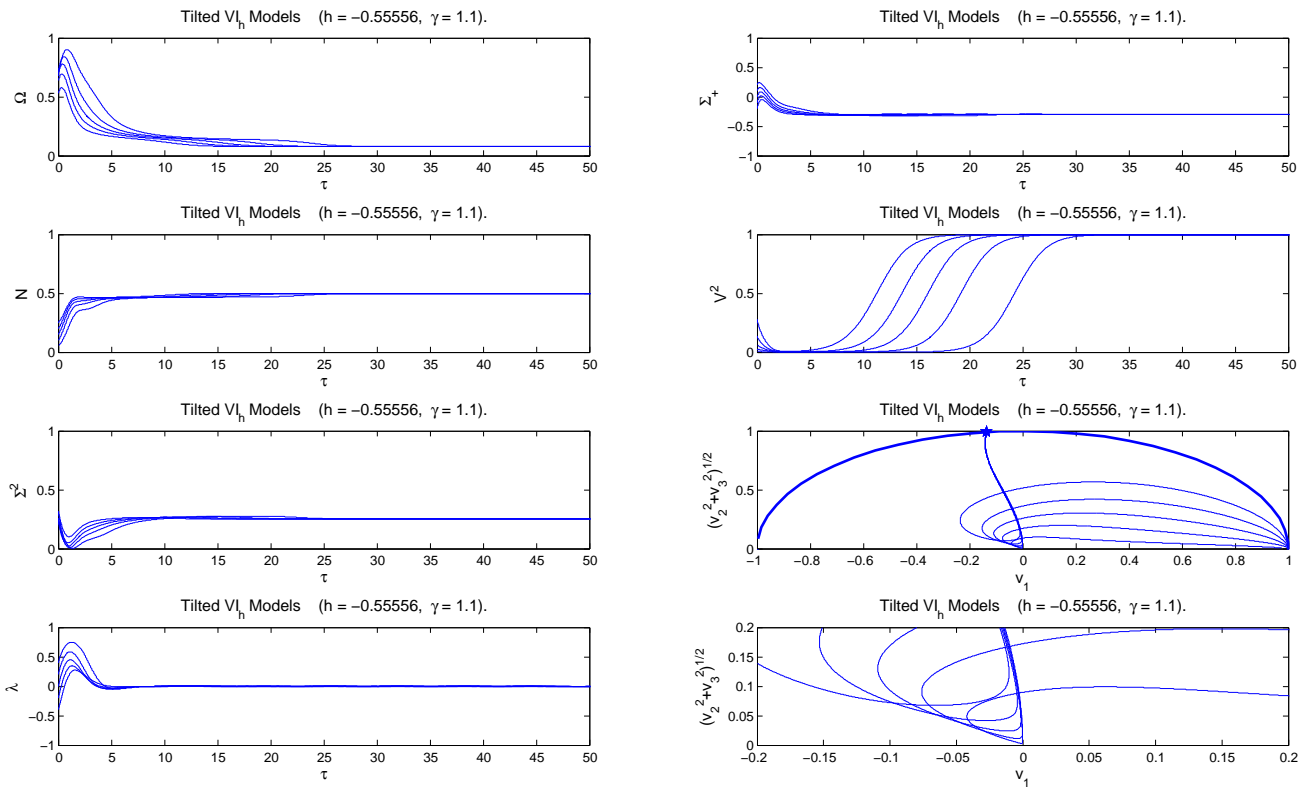 Tilted VI_h Models (h = −0.55556, γ = 1.1).
Ω
1
0.5
0
0 5 10 15 20 25 30 35 40 45 50
τ
Tilted VI_h Models (h = −0.55556, γ = 1.1).
Σ_+
1
0.5
0
−0.5
−1
0 5 10 15 20 25 30 35 40 45 50
τ
Tilted VI_h Models (h = −0.55556, γ = 1.1).
N
1
0.5
0
0 5 10 15 20 25 30 35 40 45 50
τ
Tilted VI_h Models (h = −0.55556, γ = 1.1).
V^2
1
0.5
0
0 5 10 15 20 25 30 35 40 45 50
τ
Tilted VI_h Models (h = −0.55556, γ = 1.1).
Σ^2
1
0.5
0
0 5 10 15 20 25 30 35 40 45 50
τ
Tilted VI_h Models (h = −0.55556, γ = 1.1).
(v_2^2+v_3^2)^{1/2}
1
0.5
0
−1 −0.8 −0.6 −0.4 −0.2 0 0.2 0.4 0.6 0.8 1
v_1
Tilted VI_h Models (h = −0.55556, γ = 1.1).
λ
1
0.5
0
−0.5
−1
0 5 10 15 20 25 30 35 40 45 50
τ
Tilted VI_h Models (h = −0.55556, γ = 1.1).
(v_2^2+v_3^2)^{1/2}
0.2
0.15
0.1
0.05
0
−0.2 −0.15 −0.1 −0.05 0 0.05 0.1 0.15 0.2
v_1